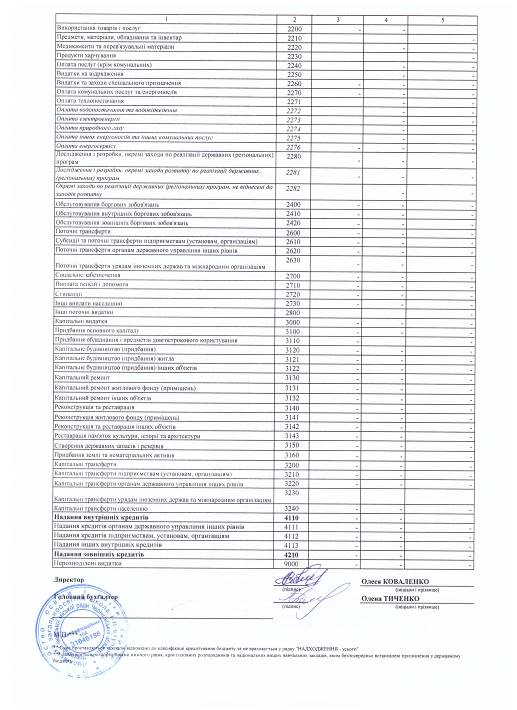 1 2 3 4 5
Використання товарів і послуг 2200 - -
Предмети, матеріали, обладнання та інвентар 2210 -
Медикаменти та перев'язувальні матеріали 2220 - -
Продукти харчування 2230 -
Оплата послуг (крім комунальних) 2240 - -
Видатки на відрядження 2250 - -
Видатки та заходи спеціального призначення 2260 - - -
Оплата комунальних послуг та енергоносіїв 2270 - - -
Оплата теплопостачання 2271 - -
Оплата водопостачання та водовідведення 2272 - -
Оплата електроенергії 2273 - -
Оплата природного газу 2274 - -
Оплата інших енергоносіїв та інших комунальних послуг 2275 - -
Оплата енергосервісу 2276 - - -
Дослідження і розробки, окремі заходи по реалізації державних (регіональних) 2280 - - -
програм
Дослідження і розробки, окремі заходи розвитку по реалізації державних 2281 - - -
(регіональних) програм
Окремі заходи по реалізації державних (регіональних) програм, не віднесені до 2282 - - -
заходів розвитку
Обслуговування боргових зобов'язань 2400 - - -
Обслуговування внутрішніх боргових зобов'язань 2410 - - -
Обслуговування зовнішніх боргових зобов'язань 2420 - - -
Поточні трансферти 2600 - - -
Субсидії та поточні трансферти підприємствам (установам, організаціям) 2610 - - -
Поточні трансферти органам державного управління інших рівнів 2620 - - -
2630
Поточні трансферти урядам іноземних держав та міжнародним організаціям - - -
Соціальне забезпечення 2700 - - -
Виплата пенсій і допомоги 2710 - - -
Стипендії 2720 - - -
Інші виплати населенню 2730 - - -
Інші поточні видатки 2800 -
Капітальні видатки 3000 - - -
Придбання основного капіталу 3100 - - -
Придбання обладнання і предметів довгострокового користування 3110 - - -
Капітальне будівництво (придбання) 3120 - - -
Капітальне будівництво (придбання) житла 3121 - - -
Капітальне будівництво (придбання) інших об'єктів 3122 - - -
Капітальний ремонт 3130 - - -
Капітальний ремонт житлового фонду (приміщень) 3131 - - -
Капітальний ремонт інших об'єктів 3132 - - -
Реконструкція та реставрація 3140 - - -
Реконструкція житлового фонду (приміщень) 3141 - - -
Реконструкція та реставрація інших об'єктів 3142 - - -
Реставрація пам'яток культури, історії та архітектури 3143 - - -
Створення державних запасів і резервів 3150 - - -
Придбання землі та нематеріальних активів 3160 - - -
Капітальні трансферти 3200 - - -
Капітальні трансферти підприємствам (установам, організаціям) 3210 - - -
Капітальні трансферти органам державного управління інших рівнів 3220 - - -
3230
Капітальні трансферти урядам іноземних держав та міжнародним організаціям - - -
Капітальні трансферти населенню 3240 - - -
Надання внутрішніх кредитів 4110 - - -
Надання кредитів органам державного управління інших рівнів 4111 - - -
Надання кредитів підприємствам, установам, організаціям 4112 - - -
Надання інших внутрішніх кредитів 4113 - - -
Надання зовнішніх кредитів 4210 - - -
Нерозподілені видатки 9000 - - -
Директор Олеся КОВАЛЕНКО
(підпис) (ініціали і прізвище)
Головний бухгалтер Олена ТИЧЕНКО
(підпис) (ініціали і прізвище)
М.П.***